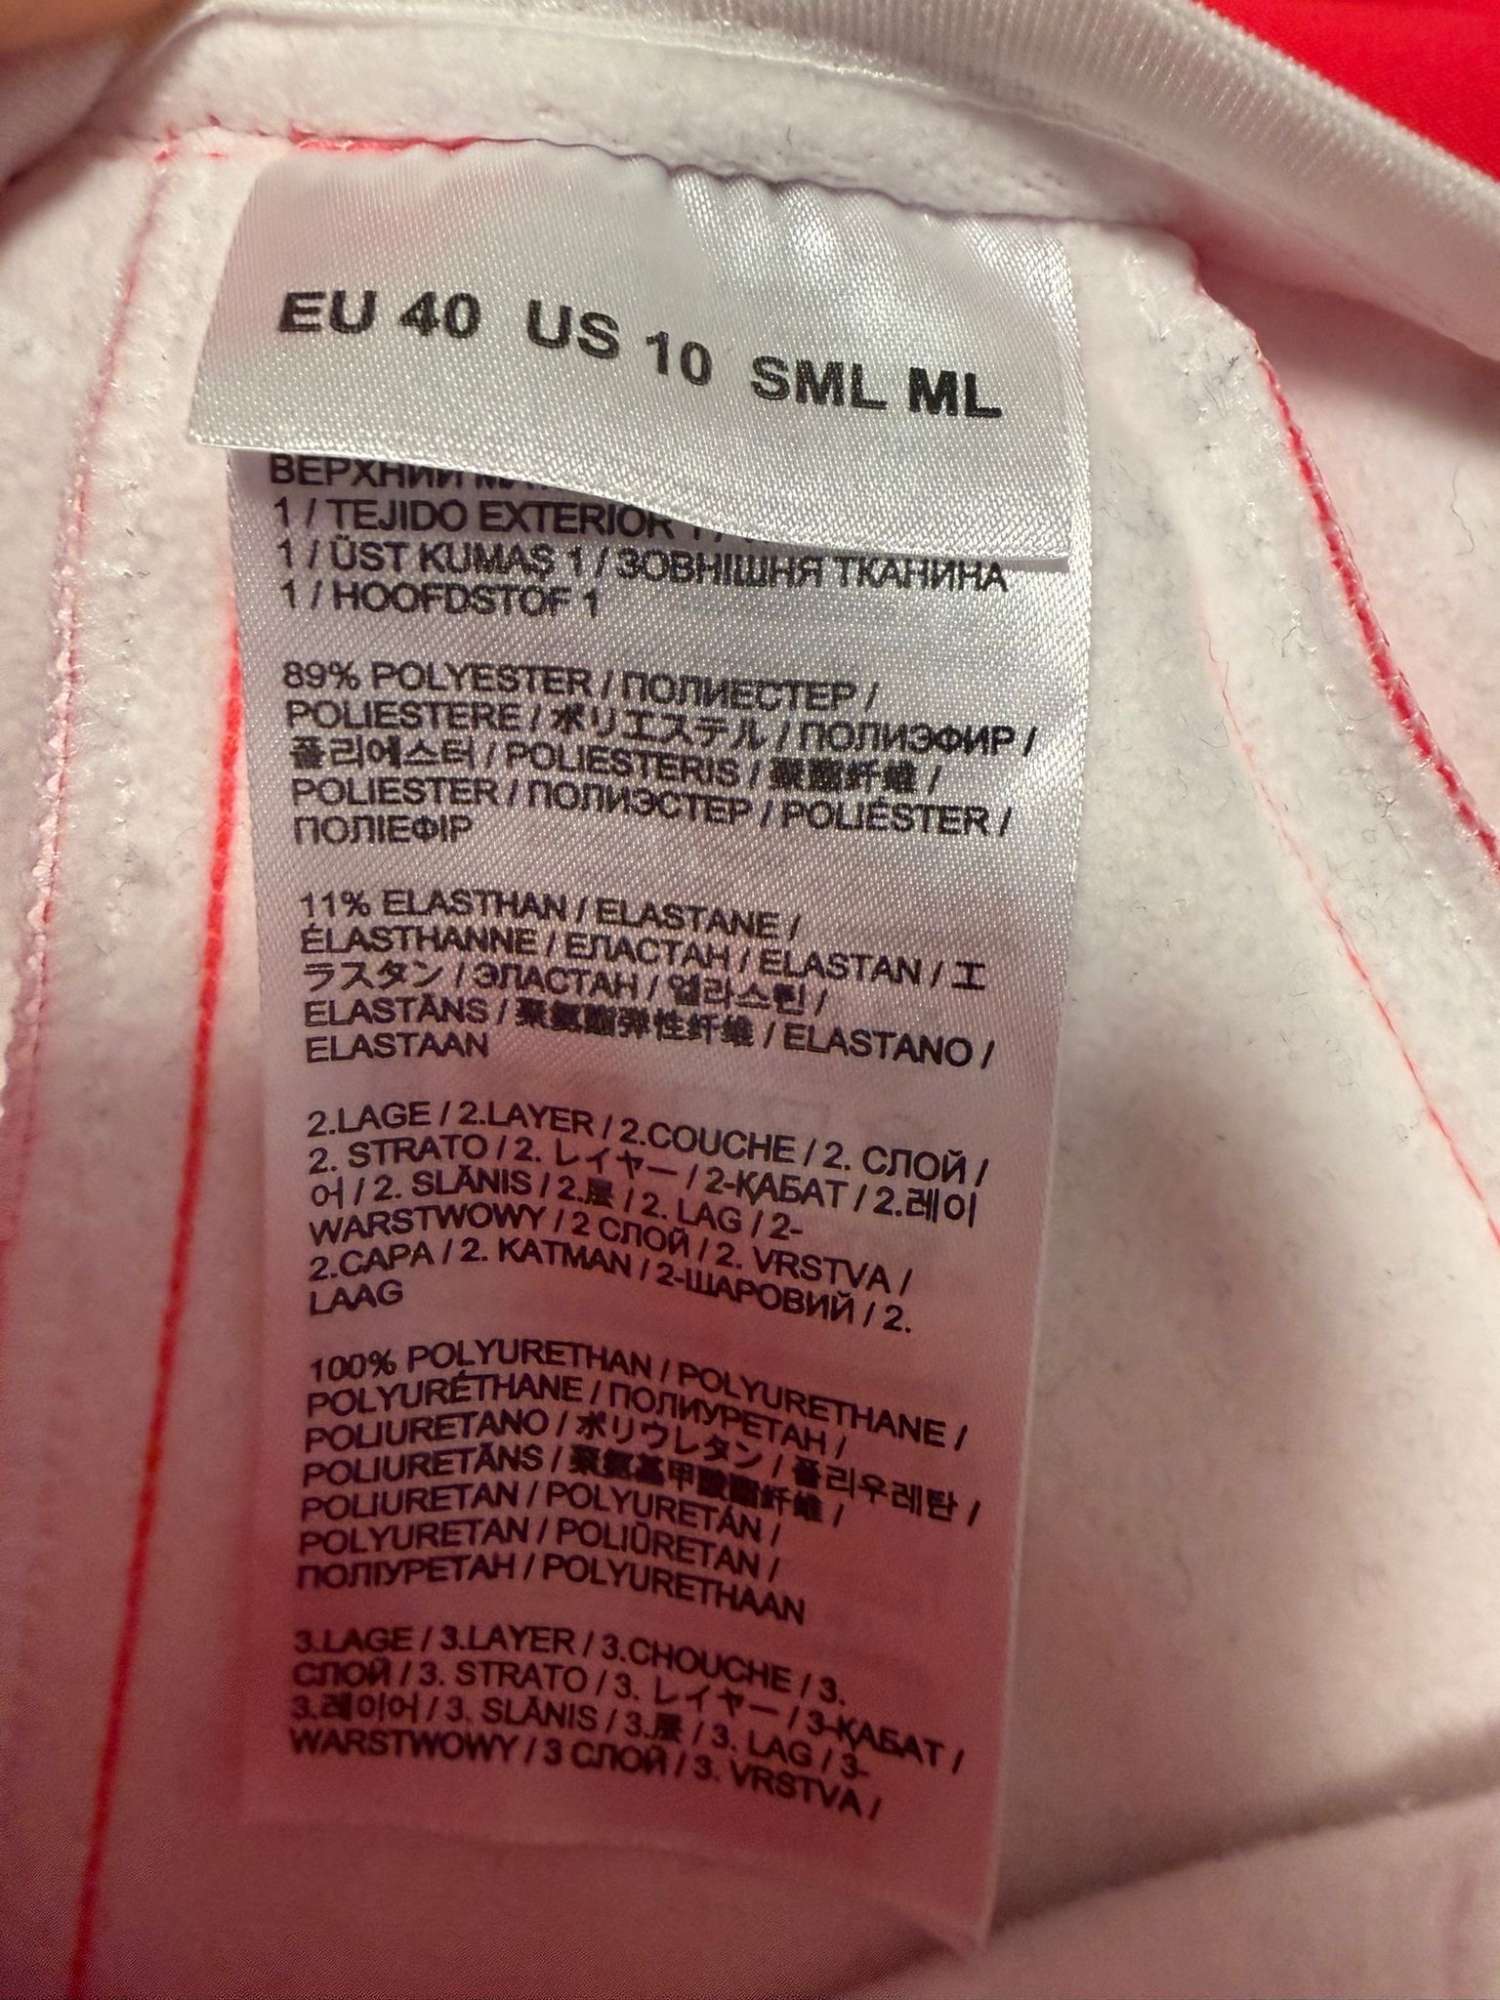 EU 40 US 10 SML ML
ВЕРХНИЙ
1 / TEJIDO EXTERIOR 1 /
1 / ÜST KUMAŞ 1 / ЗОВНІШНЯ ТКАНИНА
1 / HOOFDSTOF 1
89% POLYESTER / ПОЛИЕСТЕР /
POLIESTERE / ポリエステル / ПОЛИЭФИР /
폴리에스터 / POLIESTERIS / 聚酯纤维 /
POLIESTER / ПОЛИЭСТЕР / POLIÉSTER /
ПОЛІЕФІР
11% ELASTHAN / ELASTANE /
ÉLASTHANNE / ЕЛАСТАН / ELASTAN / エ
ラスタン / ЭЛАСТАН / 엘라스틴 /
ELASTĀNS / 聚氨酯弹性纤维 / ELASTANO /
ELASTAAN
2.LAGE / 2.LAYER / 2.COUCHE / 2. СЛОЙ /
2. STRATO / 2. レイヤー / 2-ҚАБАТ / 2.레이
어 / 2. SLĀNIS / 2.层 / 2. LAG / 2-
WARSTWOWY / 2 СЛОЙ / 2. VRSTVA /
2.CAPA / 2. KATMAN / 2-ШАРОВИЙ / 2.
LAAG
100% POLYURETHAN / POLYURETHANE /
POLYURÉTHANE / ПОЛИУРЕТАН /
POLIURETANO / ポリウレタン / 폴리우레탄 /
POLIURETĀNS / 聚氨基甲酸酯纤维 /
POLIURETAN / POLYURETÁN /
POLYURETAN / POLIÜRETAN /
ПОЛІУРЕТАН / POLYURETHAAN
3.LAGE / 3.LAYER / 3.CHOUCHE / 3.
СЛОЙ / 3. STRATO / 3. レイヤー / 3-ҚАБАТ /
3.레이어 / 3. SLĀNIS / 3.层 / 3. LAG / 3-
WARSTWOWY / 3 СЛОЙ / 3. VRSTVA /